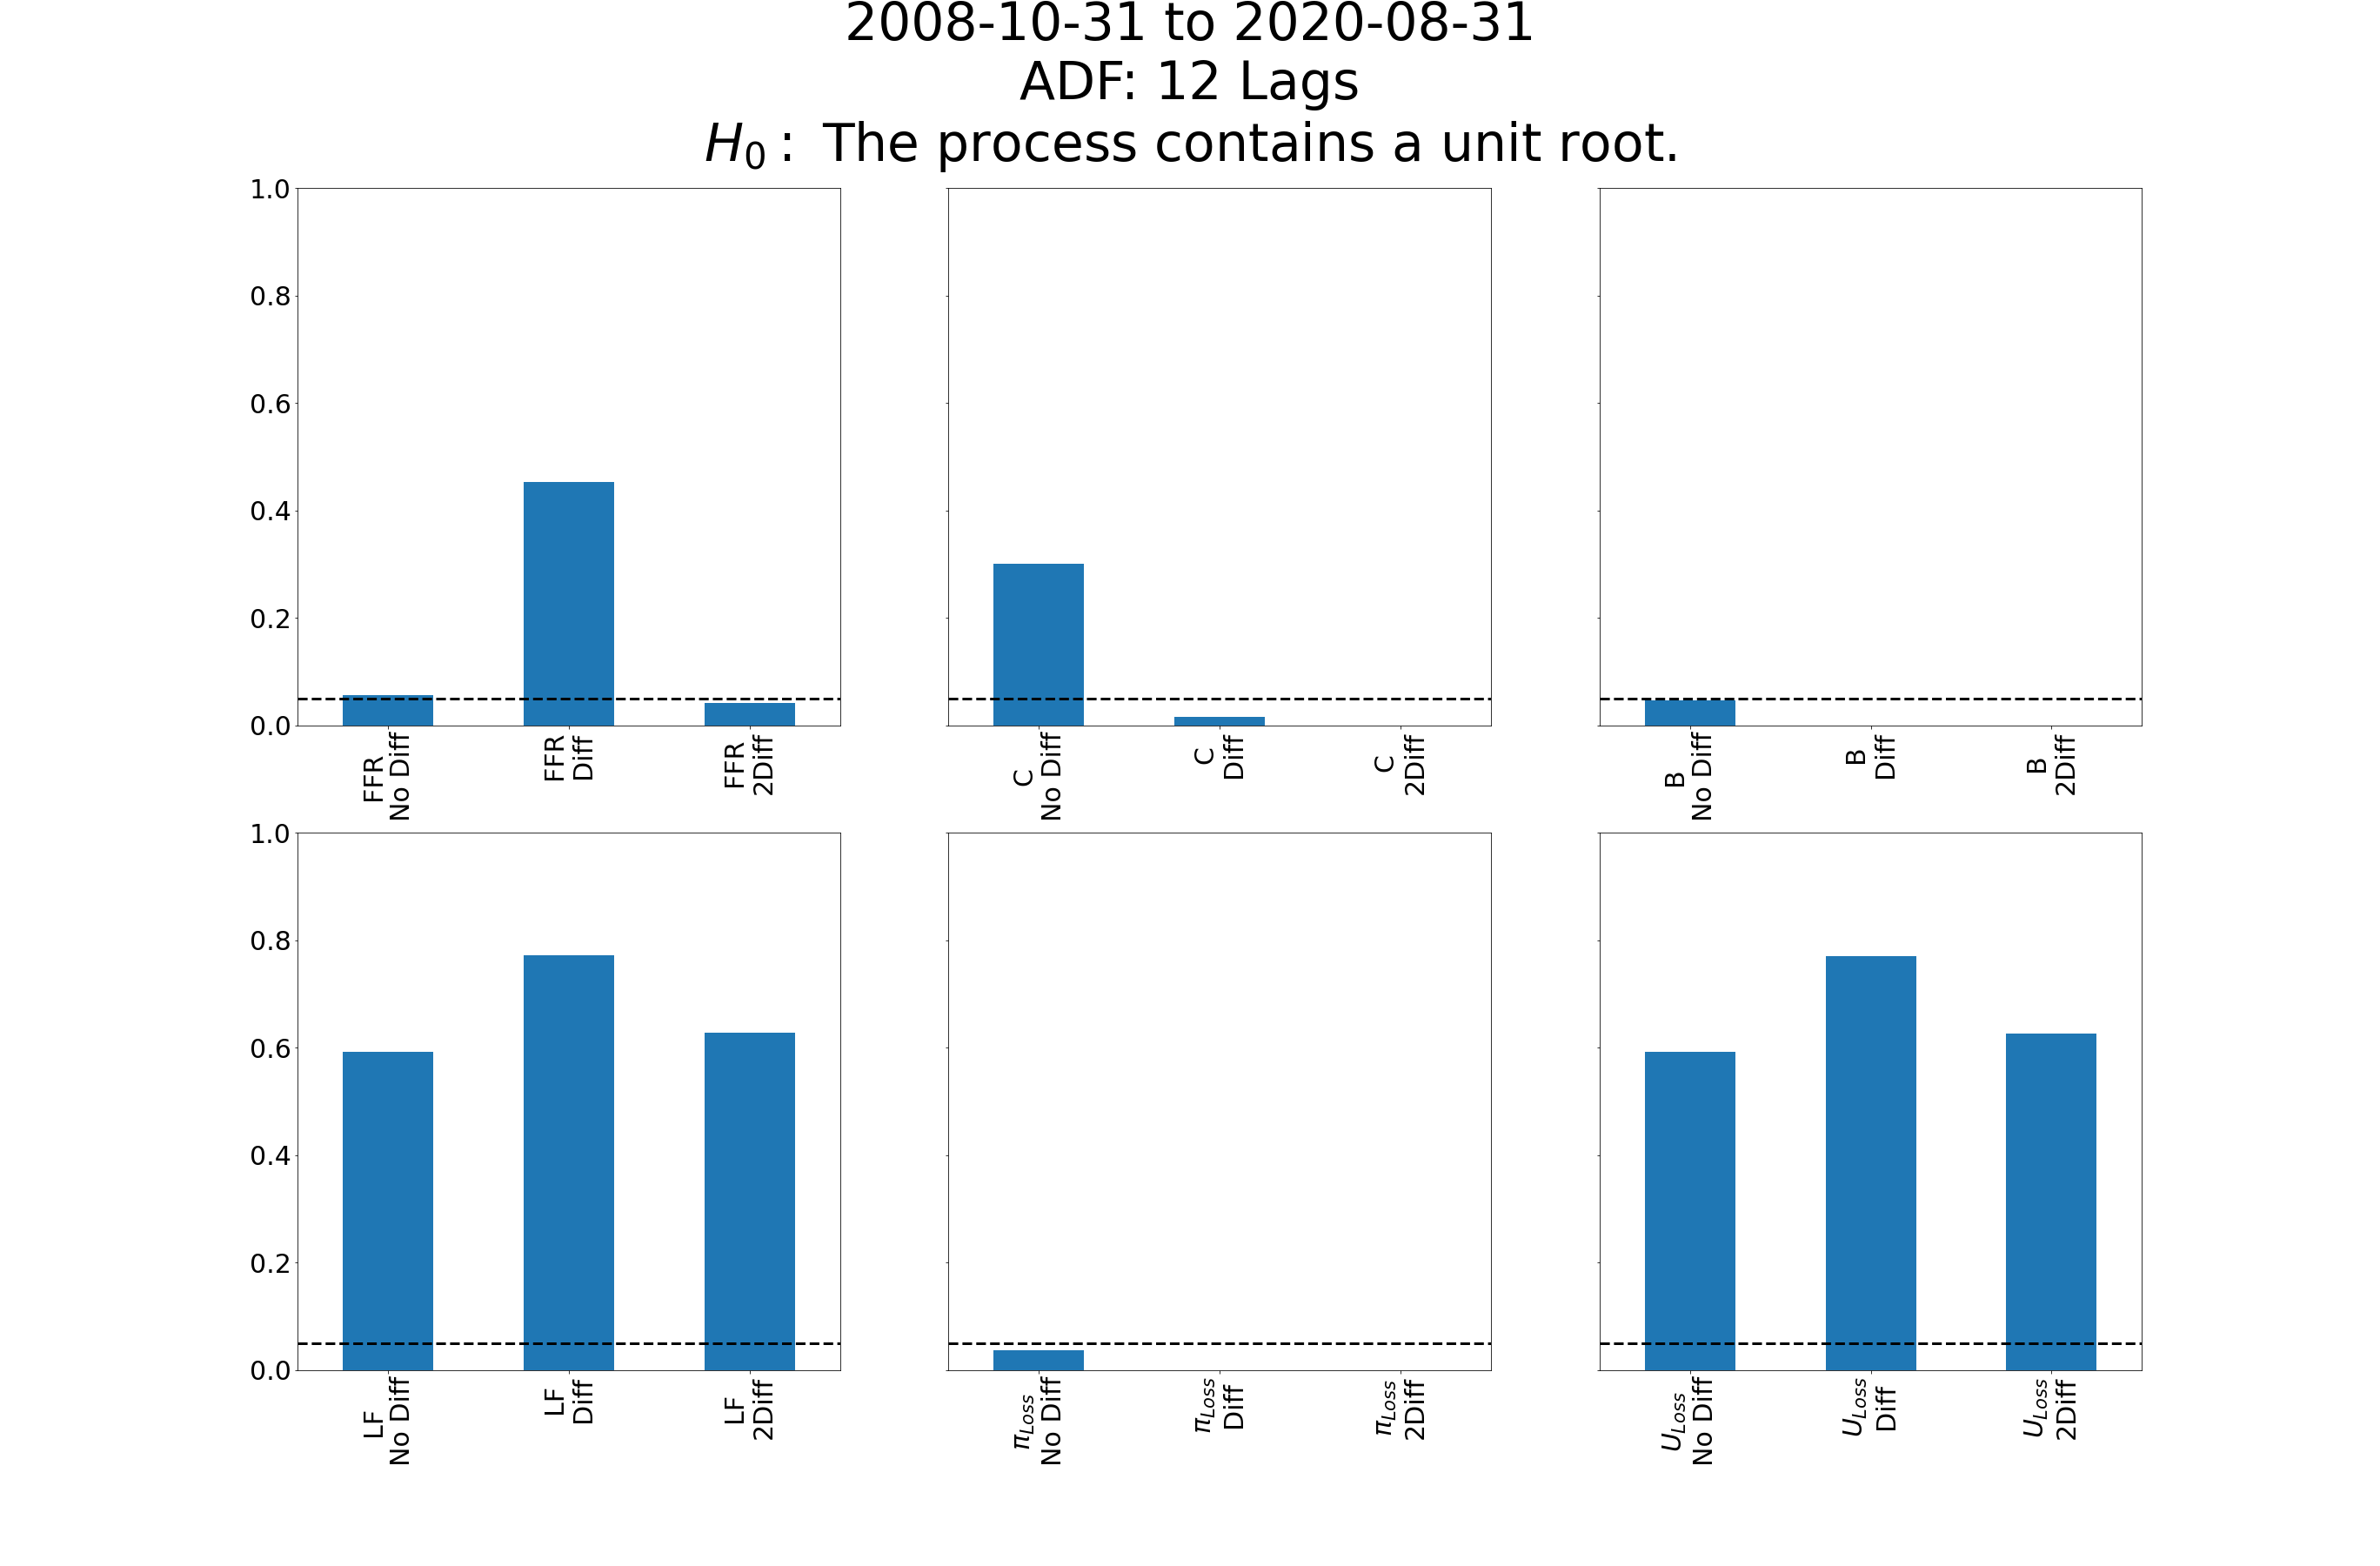 2008-10-31 to 2020-08-31
ADF: 12 Lags
H₀ : The process contains a unit root.
1.0
0.8
0.6
0.4
0.2
0.0
FFR
No Diff
FFR
Diff
FFR
2Diff
C
No Diff
C
Diff
C
2Diff
B
No Diff
B
Diff
B
2Diff
1.0
0.8
0.6
0.4
0.2
0.0
LF
No Diff
LF
Diff
LF
2Diff
π_Loss
No Diff
π_Loss
Diff
π_Loss
2Diff
U_Loss
No Diff
U_Loss
Diff
U_Loss
2Diff